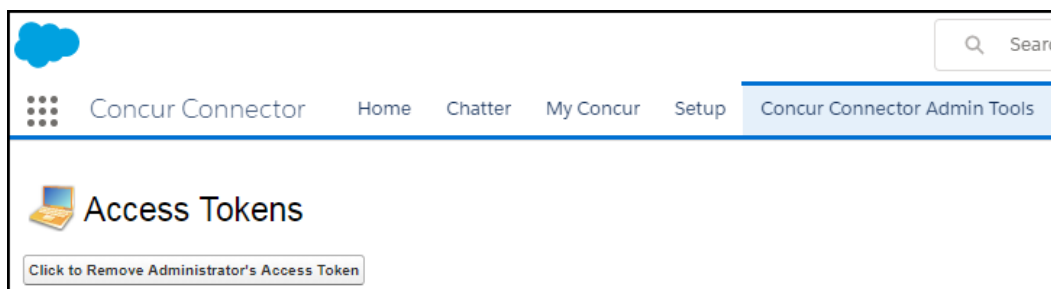 Sear
Concur Connector Home Chatter My Concur Setup Concur Connector Admin Tools
Access Tokens
Click to Remove Administrator's Access Token